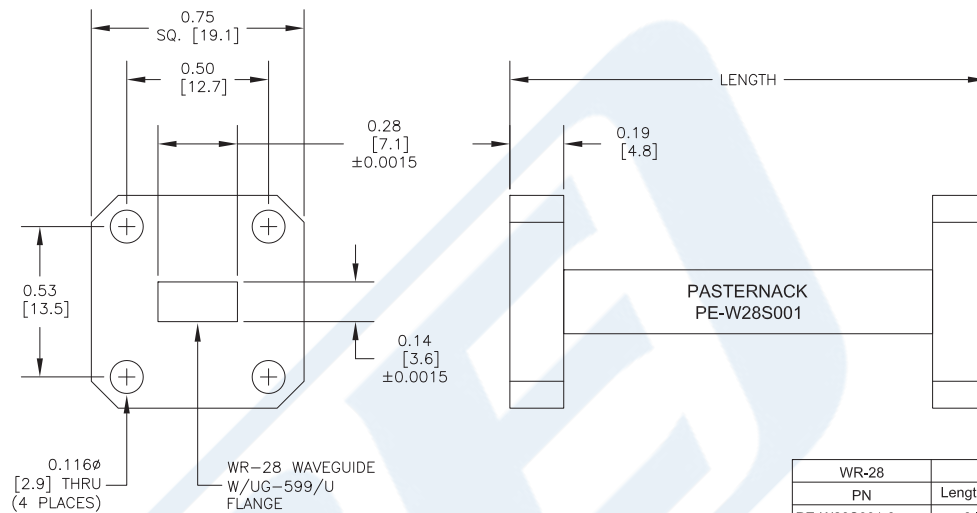 0.75
SQ. [19.1]
0.50
[12.7]
0.28
[7.1]
±0.0015
0.53
[13.5]
0.14
[3.6]
±0.0015
0.116ø
[2.9] THRU
(4 PLACES)
WR-28 WAVEGUIDE
W/UG-599/U
FLANGE
LENGTH
0.19
[4.8]
PASTERNACK
PE-W28S001
WR-28
PN Length